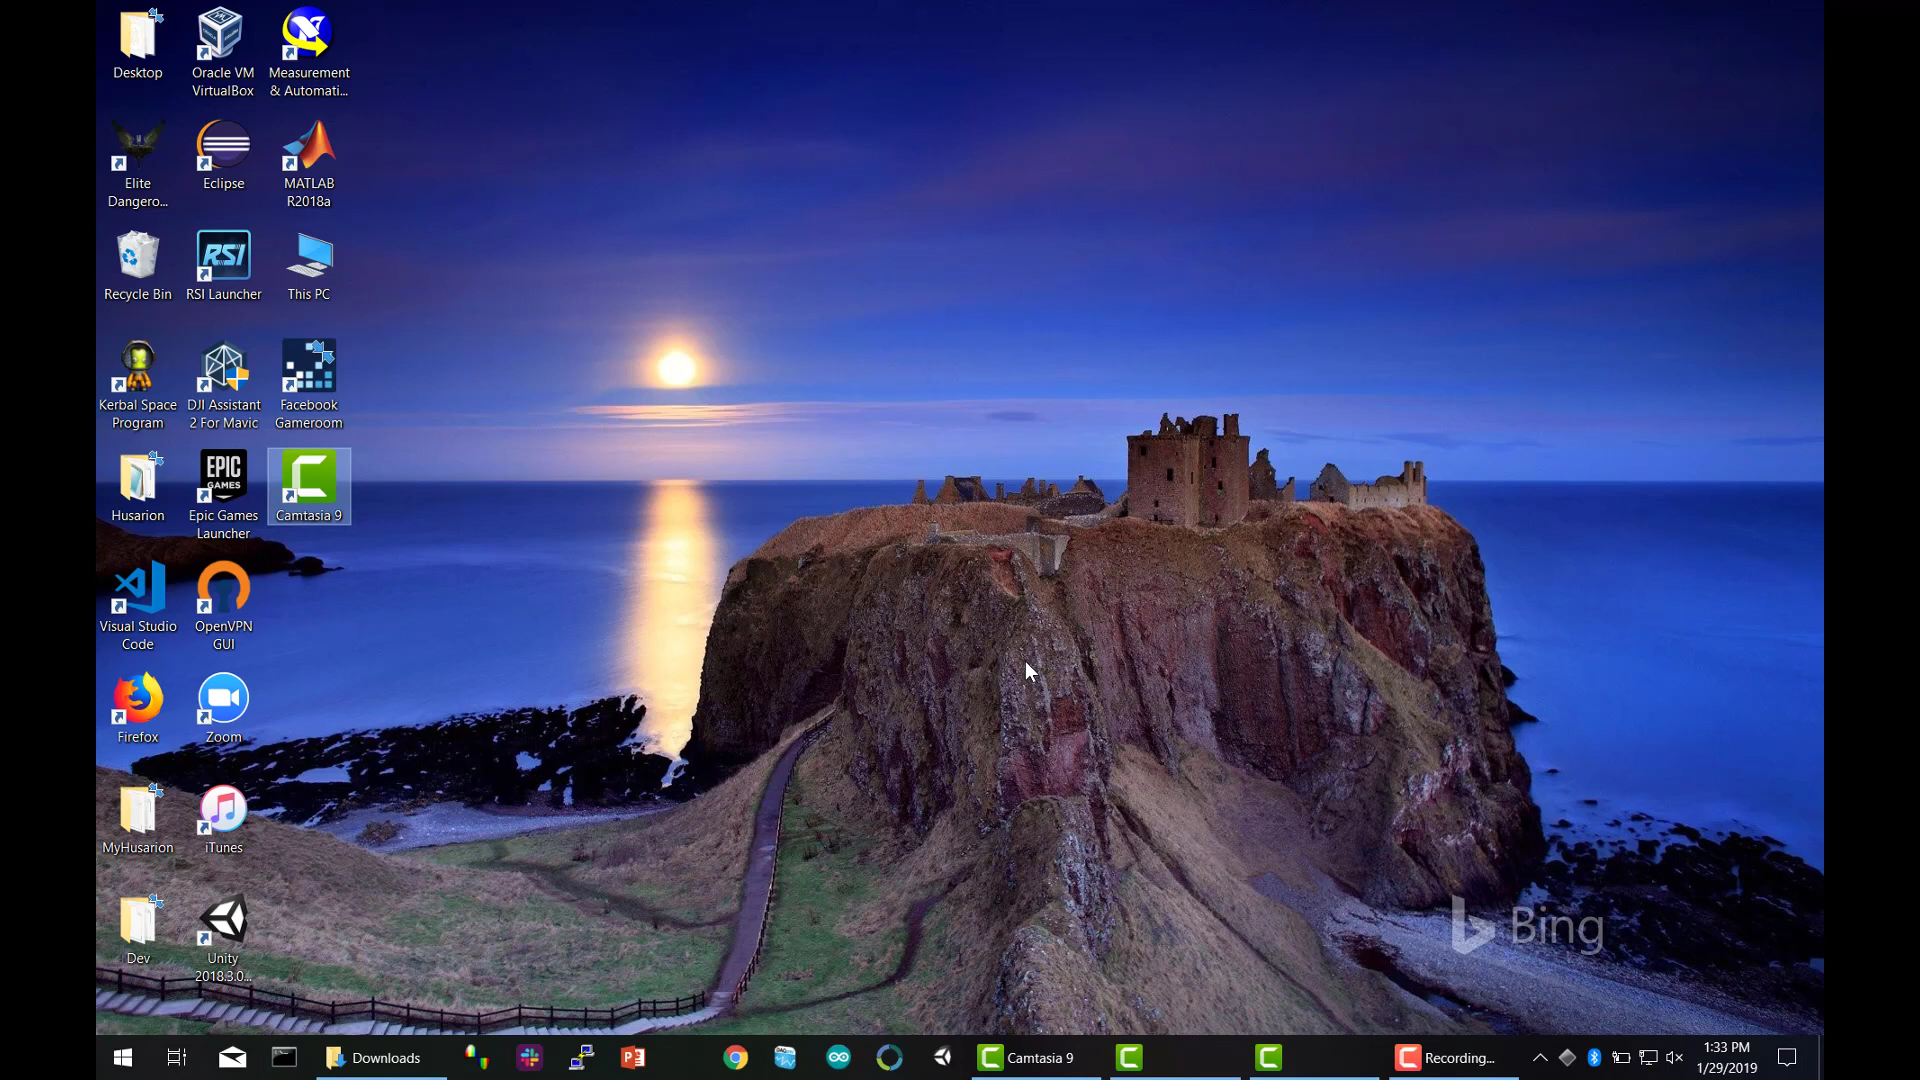 Desktop
Oracle VM
VirtualBox
Measurement
& Automati...
Elite
Dangero...
Eclipse
MATLAB
R2018a
Recycle Bin
RSI
RSI Launcher
This PC
Kerbal Space
Program
DJI Assistant
2 For Mavic
Facebook
Gameroom
Husarion
EPIC
GAMES
Epic Games
Launcher
Camtasia 9
Visual Studio
Code
OpenVPN
GUI
Firefox
Zoom
MyHusarion
iTunes
Dev
Unity
2018.3.0...
Bing
Downloads
Camtasia 9
Recording...
1:33 PM
1/29/2019